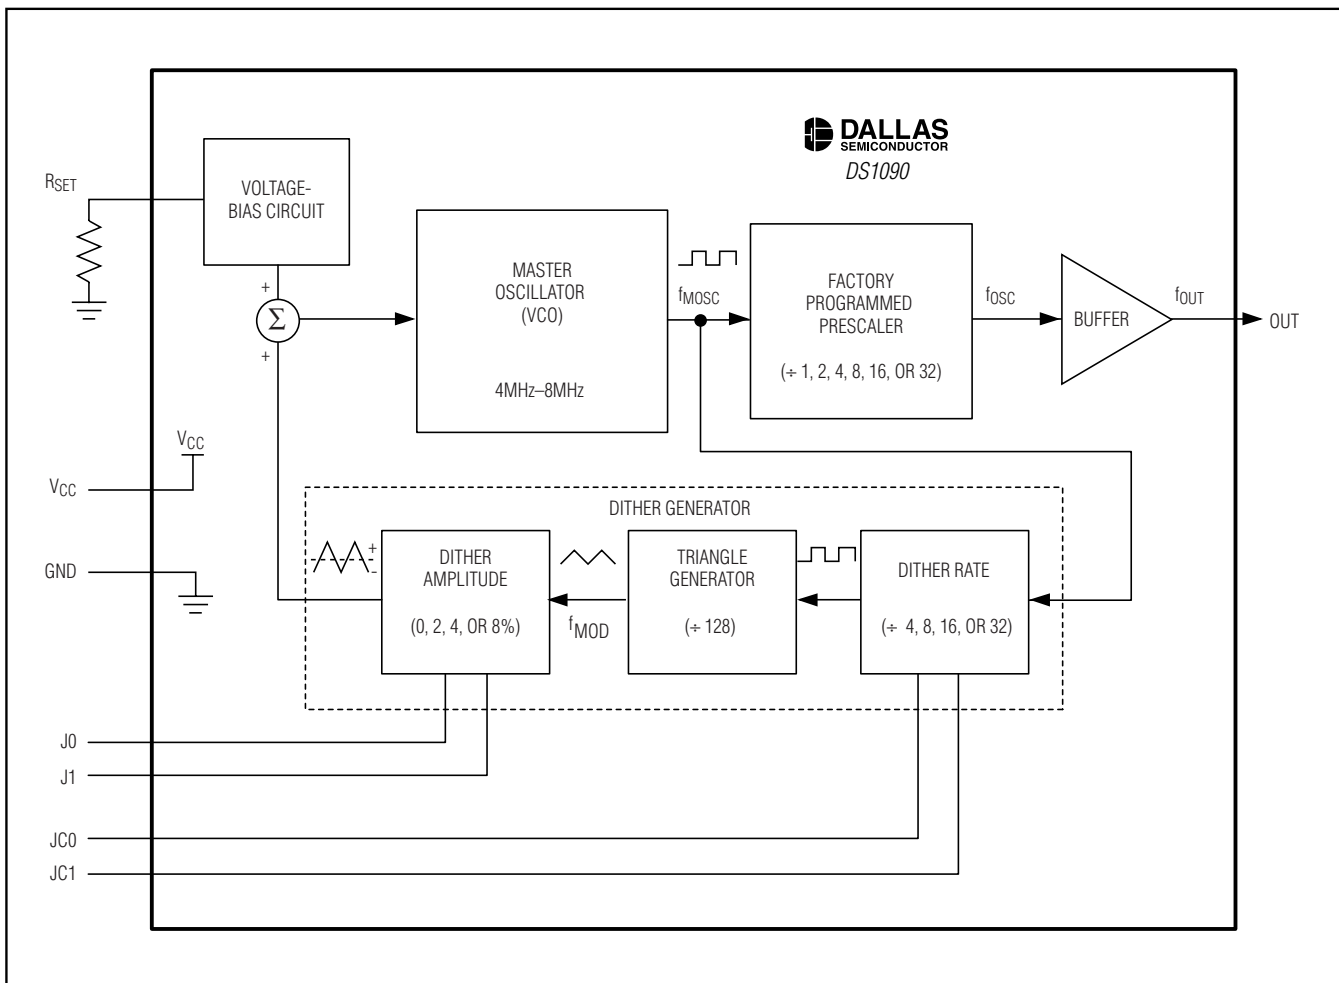 DALLAS
SEMICONDUCTOR
DS1090
RSET
VOLTAGE-
BIAS CIRCUIT
+
Σ
+
MASTER
OSCILLATOR
(VCO)
4MHz–8MHz
fMOSC
FACTORY
PROGRAMMED
PRESCALER
(÷ 1, 2, 4, 8, 16, OR 32)
fOSC
BUFFER
fOUT
OUT
VCC
VCC
GND
DITHER GENERATOR
+
-
DITHER
AMPLITUDE
(0, 2, 4, OR 8%)
fMOD
TRIANGLE
GENERATOR
(÷ 128)
DITHER RATE
(÷ 4, 8, 16, OR 32)
J0
J1
JC0
JC1